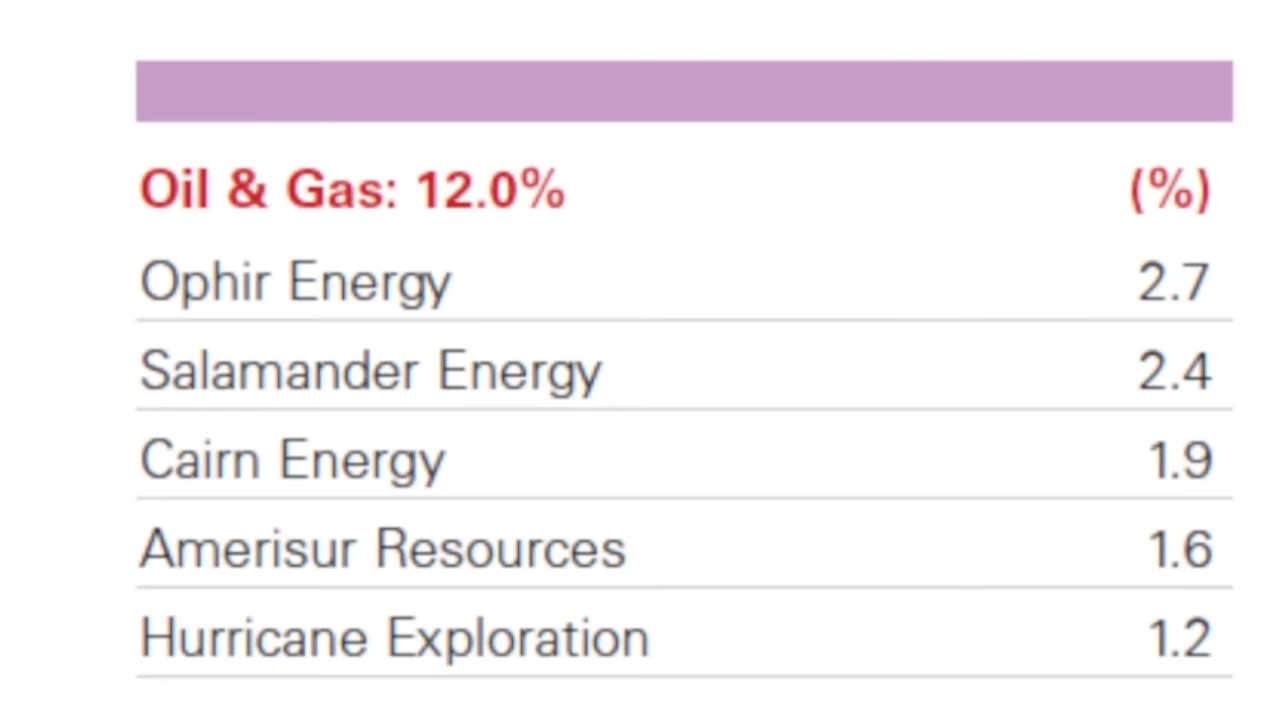 Oil & Gas: 12.0% (%)
Ophir Energy 2.7
Salamander Energy 2.4
Cairn Energy 1.9
Amerisur Resources 1.6
Hurricane Exploration 1.2